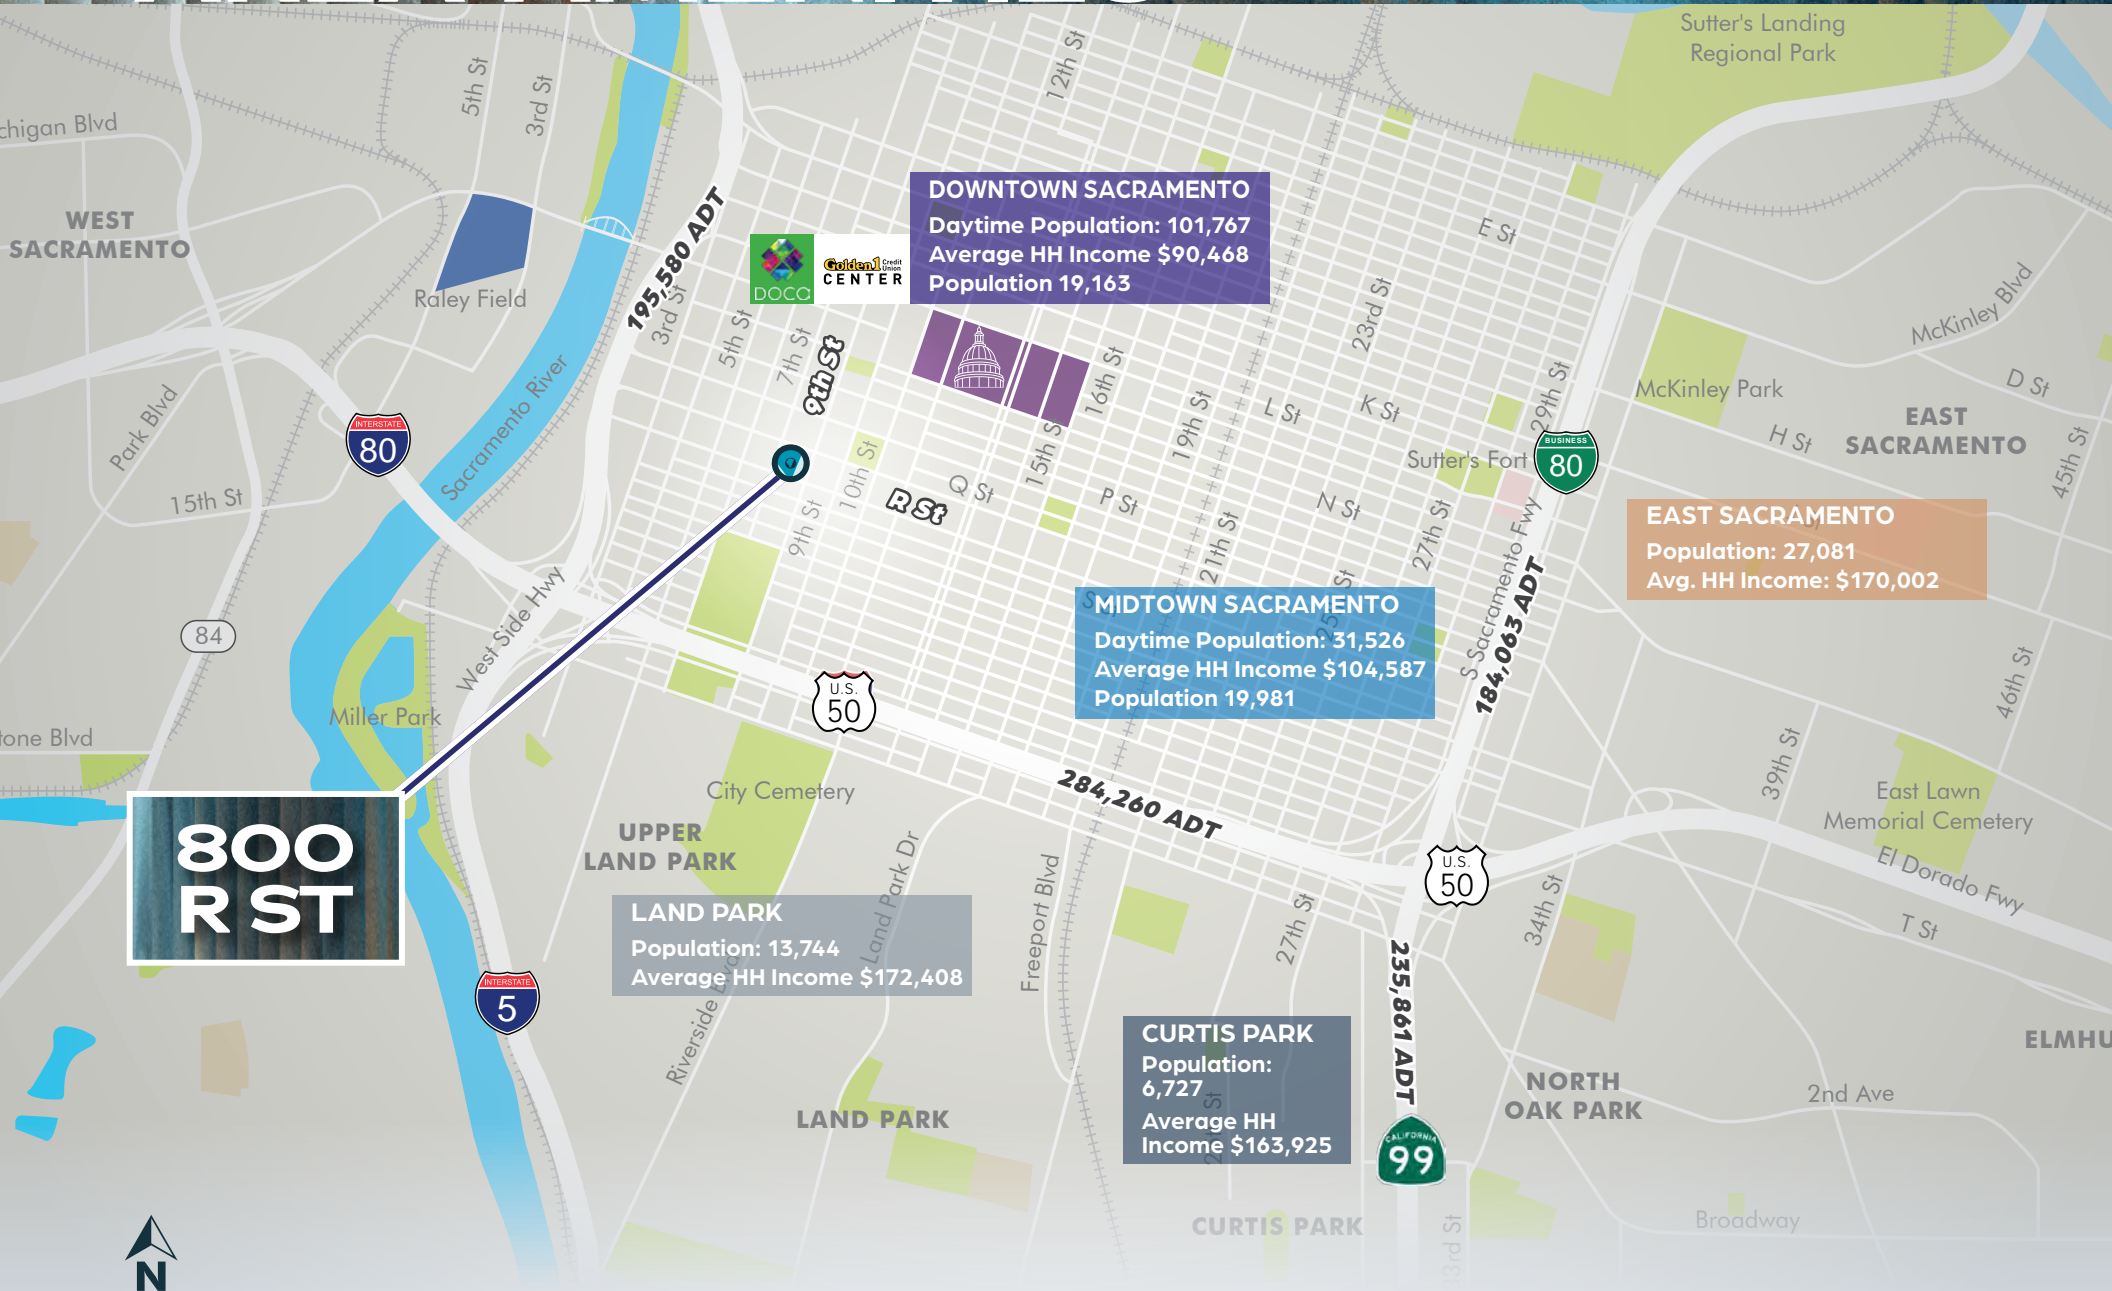 Sutter's Landing
Regional Park
12th St
5th St
3rd St
chigan Blvd
WEST
SACRAMENTO
Raley Field
195,580 ADT
3rd St
DOCO
Golden1 Credit
Union
CENTER
DOWNTOWN SACRAMENTO
Daytime Population: 101,767
Average HH Income $90,468
Population 19,163
E St
23rd St
McKinley Blvd
5th St
7th St
9th St
16th St
L St
K St
29th St
McKinley Park
D St
EAST
SACRAMENTO
H St
45th St
Park Blvd
INTERSTATE
80
Sacramento River
15th St
10th St
9th St
R St
Q St
15th St
P St
19th St
21th St
N St
27th St
Sutter's Fort
BUSINESS
80
S Sacramento Fwy
184,063 ADT
EAST SACRAMENTO
Population: 27,081
Avg. HH Income: $170,002
MIDTOWN SACRAMENTO
Daytime Population: 31,526
Average HH Income $104,587
Population 19,981
25th St
84
West Side Hwy
Miller Park
tone Blvd
U.S.
50
46th St
39th St
284,260 ADT
City Cemetery
East Lawn
Memorial Cemetery
El Dorado Fwy
T St
800
R ST
UPPER
LAND PARK
Land Park Dr
Freeport Blvd
27th St
U.S.
50
34th St
LAND PARK
Population: 13,744
Average HH Income $172,408
Riverside Blvd
INTERSTATE
5
235,861 ADT
CURTIS PARK
Population:
6,727
Average HH
Income $163,925
ELMHU
NORTH
OAK PARK
2nd Ave
LAND PARK
CALIFORNIA
99
CURTIS PARK
Broadway
3rd St
N